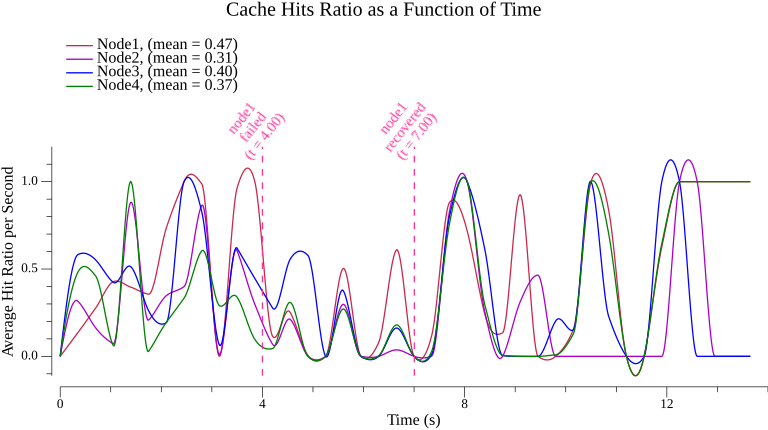 Cache Hits Ratio as a Function of Time
Node1, (mean = 0.47)
Node2, (mean = 0.31)
Node3, (mean = 0.40)
Node4, (mean = 0.37)
node1
failed
(t = 4.00)
node1
recovered
(t = 7.00)
Average Hit Ratio per Second
1.0
0.5
0.0
0
4
8
12
Time (s)